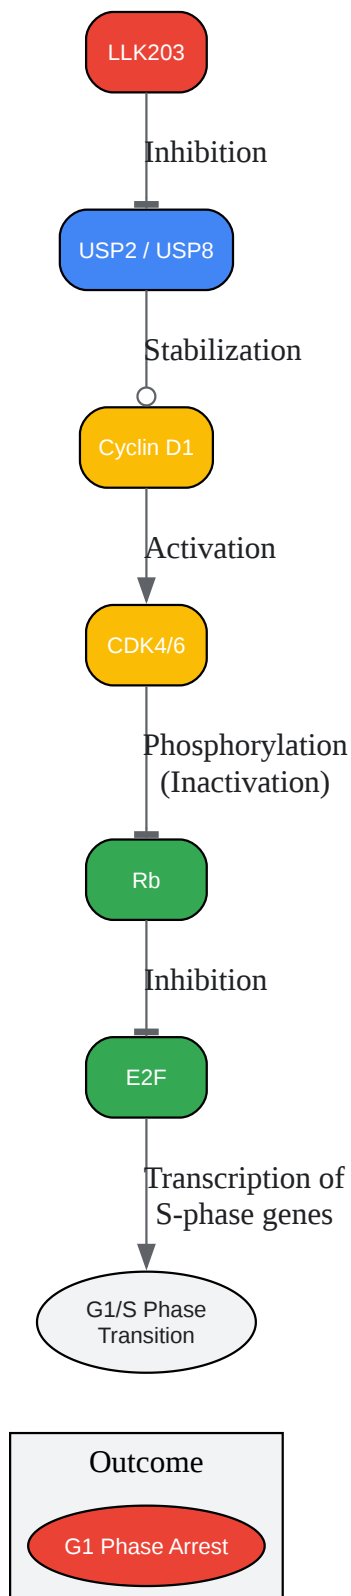 LLK203
Inhibition
USP2 / USP8
Stabilization
Cyclin D1
Activation
CDK4/6
Phosphorylation
(Inactivation)
Rb
Inhibition
E2F
Transcription of
S-phase genes
G1/S Phase
Transition
Outcome
G1 Phase Arrest